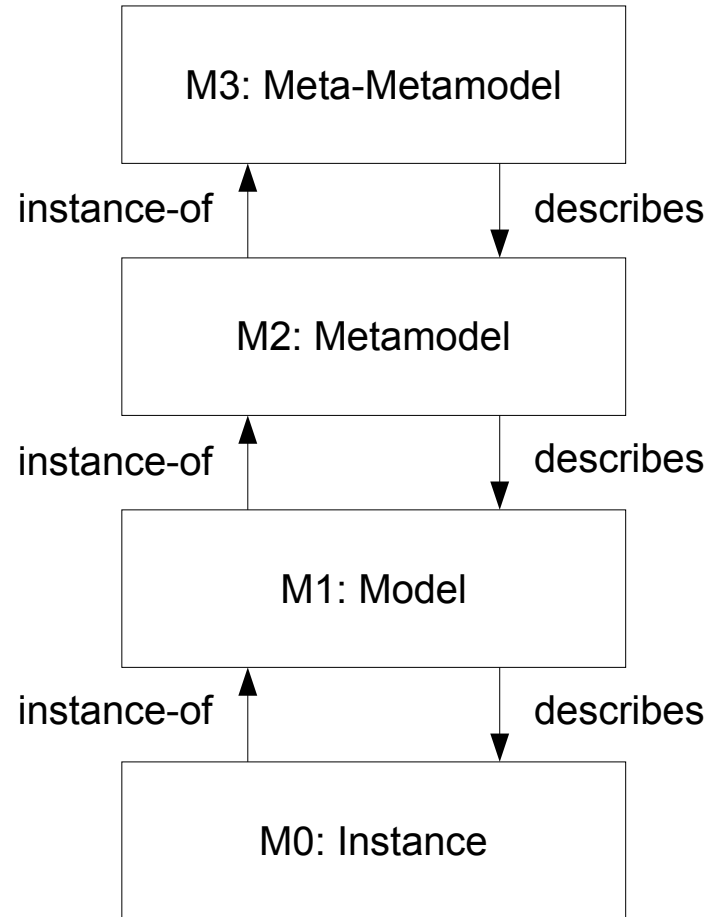 M3: Meta-Metamodel
instance-of
describes
M2: Metamodel
instance-of
describes
M1: Model
instance-of
describes
M0: Instance